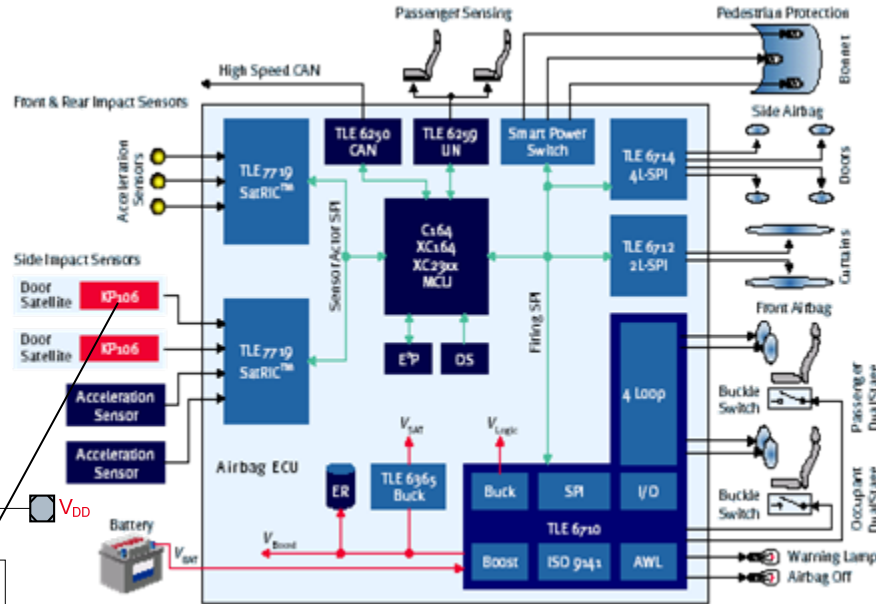 Passenger Sensing
Pedestrian Protection
Bonnet
High Speed CAN
Front & Rear Impact Sensors
Acceleration
Sensors
TLE 7719
SatRIC™
TLE 6250
CAN
TLE 6259
LIN
Smart Power
Switch
TLE 6714
4L-SPI
Side Airbag
Doors
Sensor Actor SPI
C164
XC164
XC23xx
MCU
TLE 6712
2L-SPI
Curtains
Side Impact Sensors
Door
Satellite
KP106
Door
Satellite
KP106
Acceleration
Sensor
Acceleration
Sensor
TLE 7719
SatRIC™
E²P
DS
Firing SPI
4 Loop
Front Airbag
Buckle
Switch
Passenger
DualStage
Buckle
Switch
Occupant
DualStage
Airbag ECU
VSAT
VLogic
ER
TLE 6365
Buck
Buck
SPI
I/O
TLE 6710
Boost
ISO 9141
AWL
VDD
Battery
VBAT
VBoost
Warning Lamp
Airbag Off